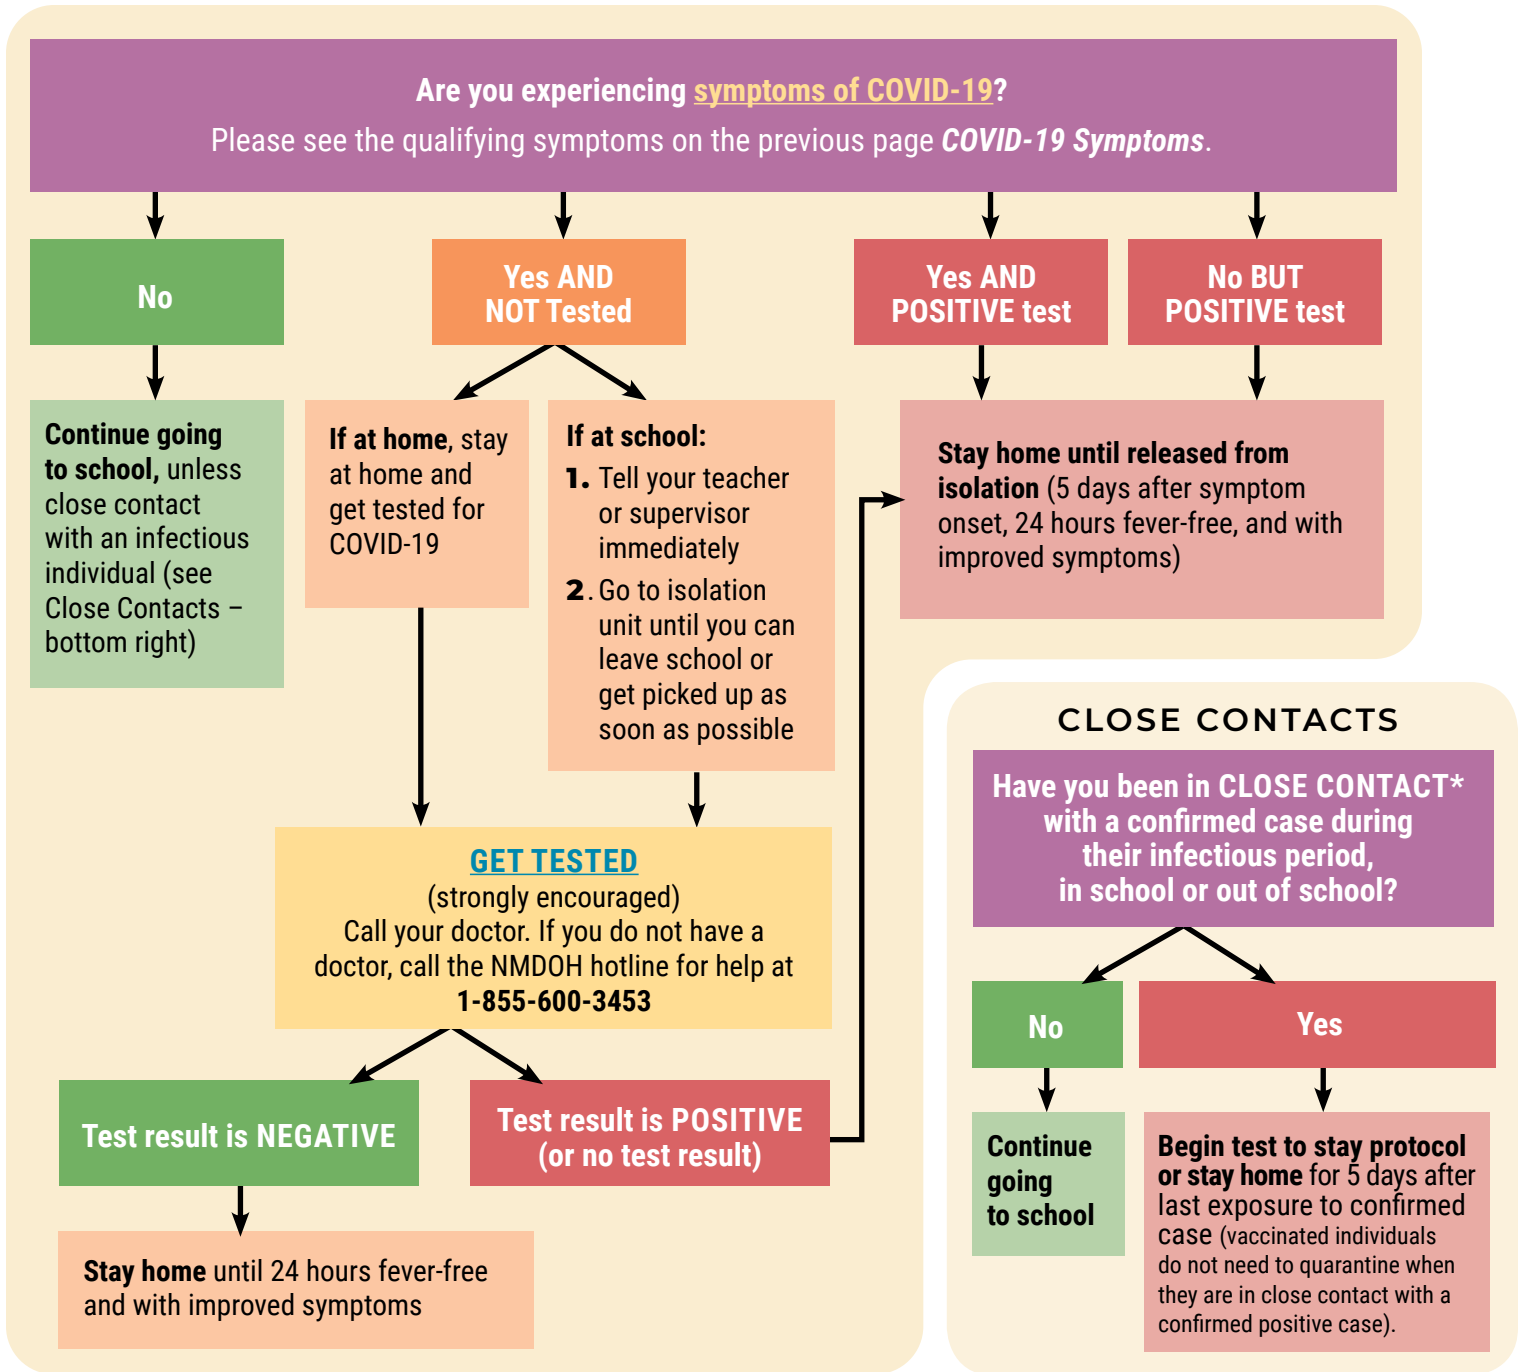 Are you experiencing symptoms of COVID-19?
Please see the qualifying symptoms on the previous page COVID-19 Symptoms.
No
Yes AND
NOT Tested
Yes AND
POSITIVE test
No BUT
POSITIVE test
Continue going
to school, unless
close contact
with an infectious
individual (see
Close Contacts –
bottom right)
If at home, stay
at home and
get tested for
COVID-19
If at school:
1. Tell your teacher
or supervisor
immediately
2. Go to isolation
unit until you can
leave school or
get picked up as
soon as possible
Stay home until released from
isolation (5 days after symptom
onset, 24 hours fever-free, and with
improved symptoms)
GET TESTED
(strongly encouraged)
Call your doctor. If you do not have a
doctor, call the NMDOH hotline for help at
1-855-600-3453
Test result is NEGATIVE
Test result is POSITIVE
(or no test result)
Stay home until 24 hours fever-free
and with improved symptoms
CLOSE CONTACTS
Have you been in CLOSE CONTACT*
with a confirmed case during
their infectious period,
in school or out of school?
No
Yes
Continue
going
to school
Begin test to stay protocol
or stay home for 5 days after
last exposure to confirmed
case (vaccinated individuals
do not need to quarantine when
they are in close contact with a
confirmed positive case).